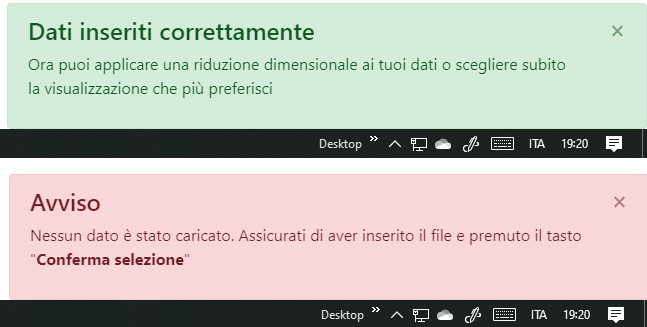 Dati inseriti correttamente ×
Ora puoi applicare una riduzione dimensionale ai tuoi dati o scegliere subito
la visualizzazione che più preferisci
Desktop » ITA 19:20
Avviso ×
Nessun dato è stato caricato. Assicurati di aver inserito il file e premuto il tasto
"Conferma selezione"
Desktop » ITA 19:20